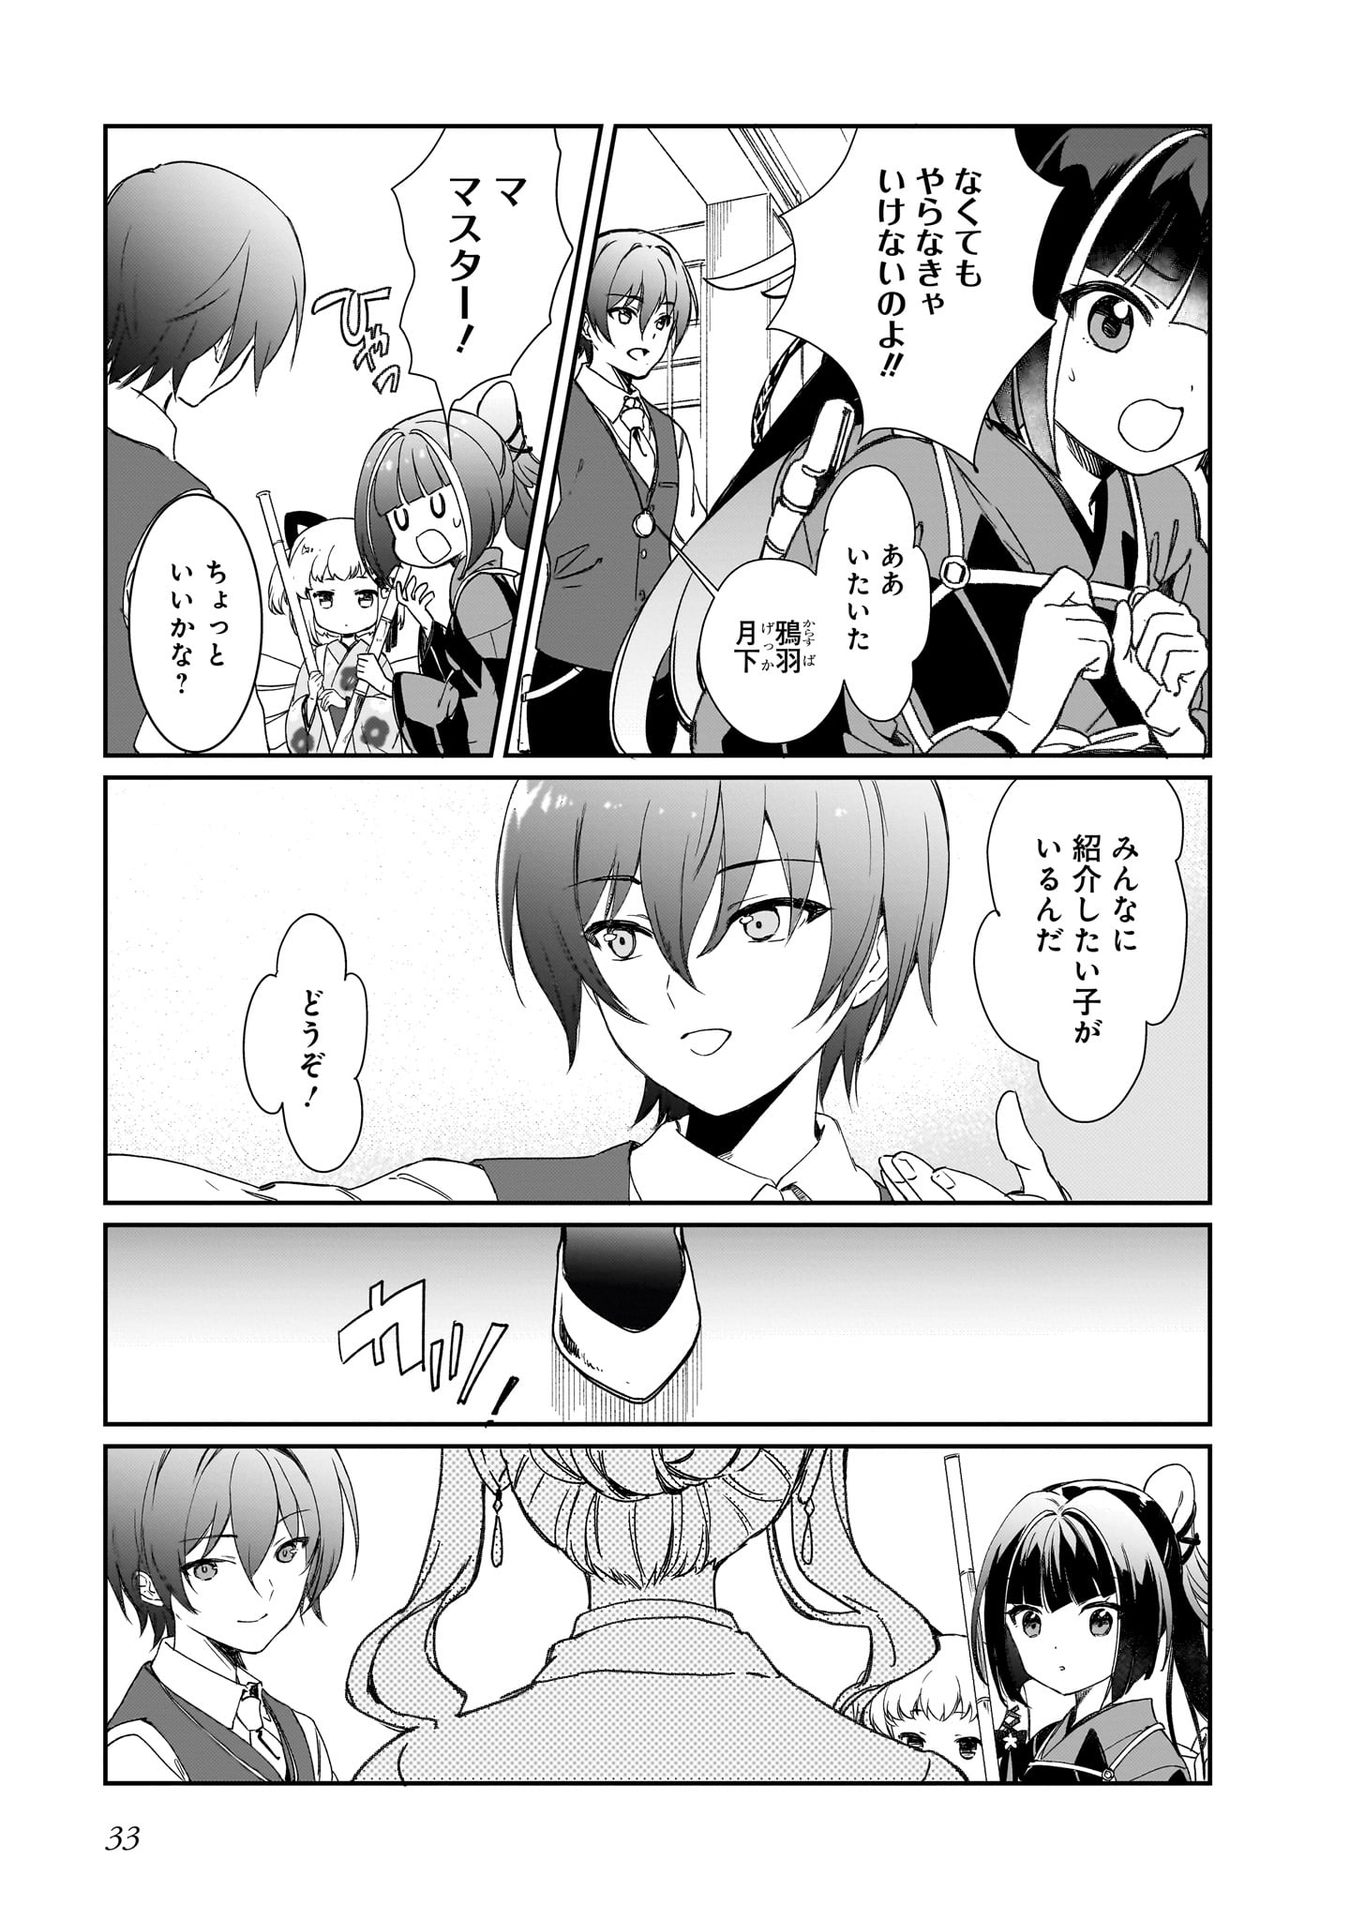 なくても
やらなきゃ
いけないのよ!!
ああ
いたいた
鴉羽
からすば
月下
げっか
マ
マスター!
ひゃっ
ちょっと
いいかな?
みんなに
紹介したい子が
いるんだ
どうぞ!
カツ!
33